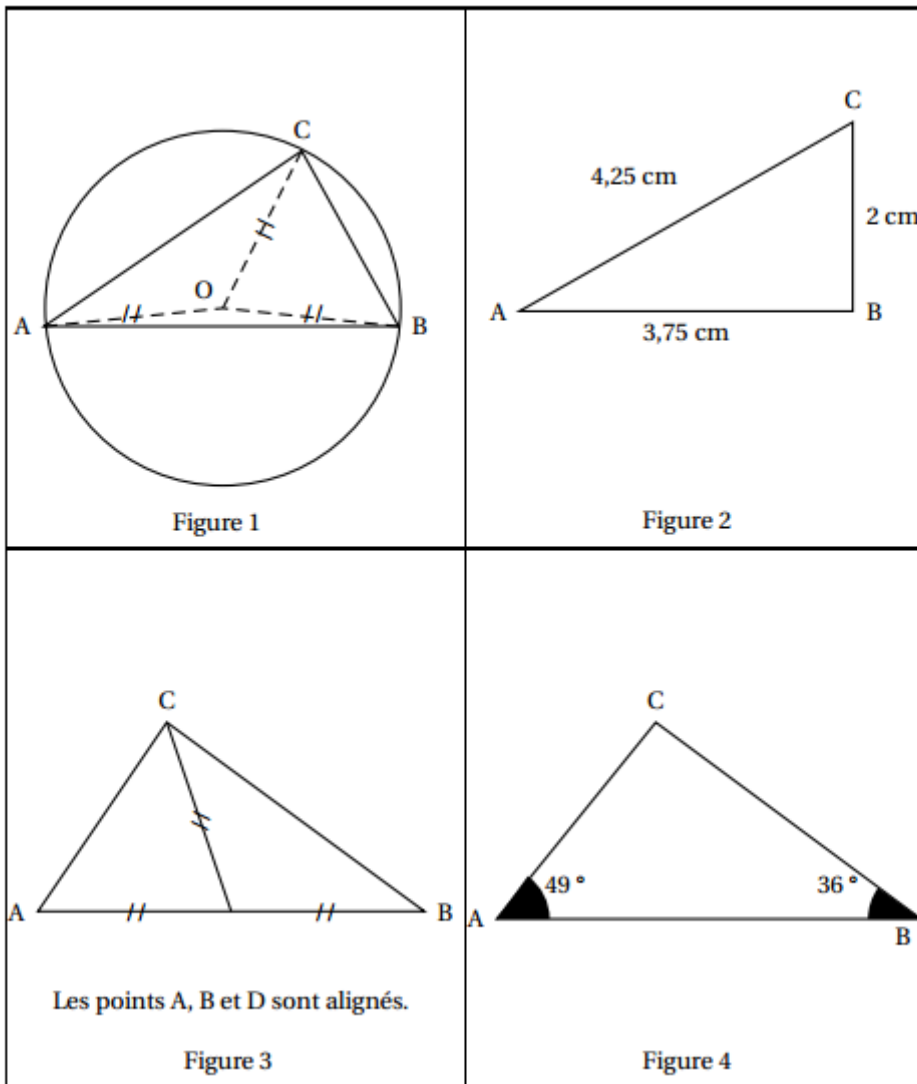 C
O
A
B
Figure 1
C
4,25 cm
2 cm
A
B
3,75 cm
Figure 2
C
A
B
Les points A, B et D sont alignés.
Figure 3
C
49 °
36 °
A
B
Figure 4